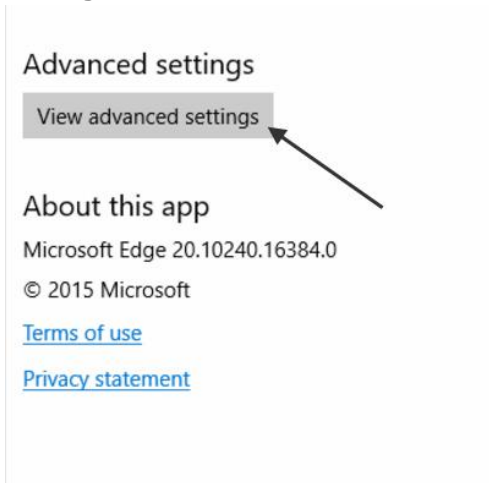 Advanced settings
View advanced settings
About this app
Microsoft Edge 20.10240.16384.0
© 2015 Microsoft
Terms of use
Privacy statement